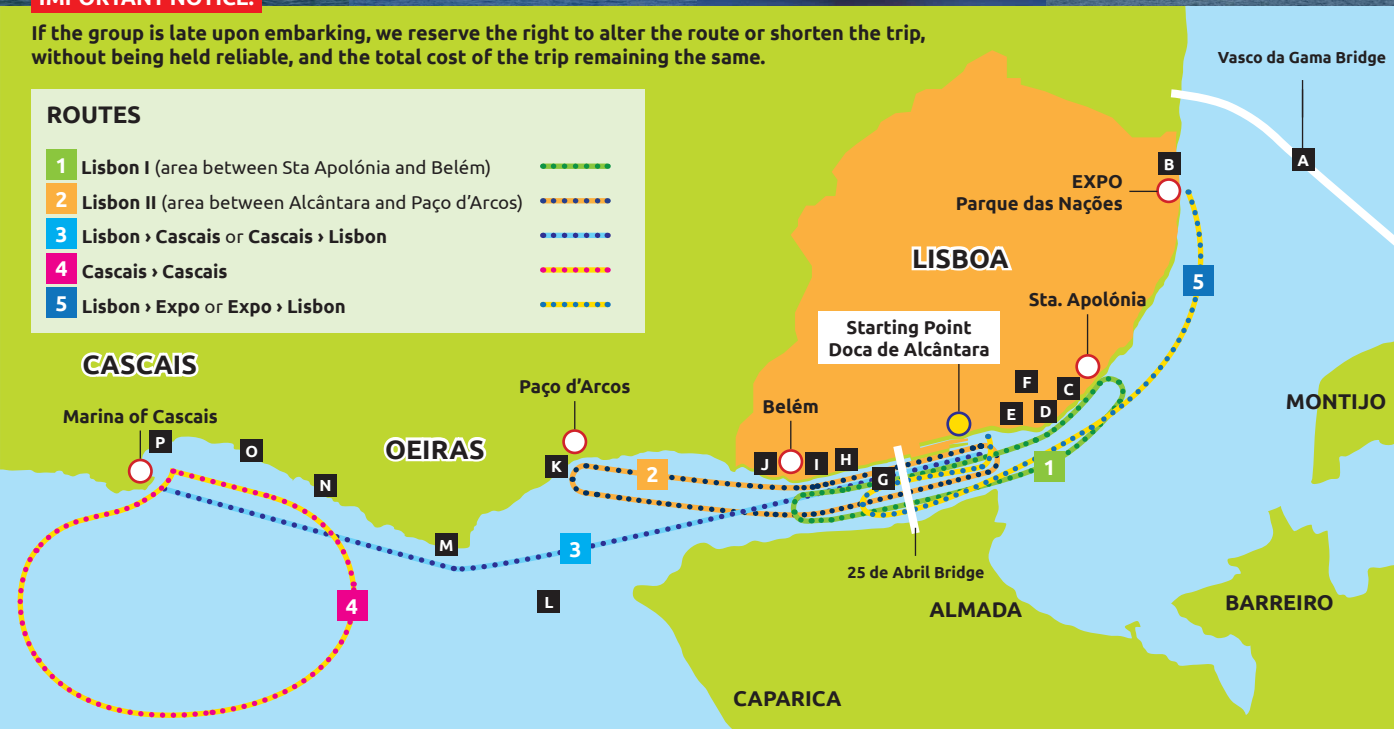 IMPORTANT NOTICE:
If the group is late upon embarking, we reserve the right to alter the route or shorten the trip,
without being held reliable, and the total cost of the trip remaining the same.
ROUTES
1 Lisbon I (area between Sta Apolónia and Belém)
2 Lisbon II (area between Alcântara and Paço d'Arcos)
3 Lisbon › Cascais or Cascais › Lisbon
4 Cascais › Cascais
5 Lisbon › Expo or Expo › Lisbon
Vasco da Gama Bridge
A
B
EXPO
Parque das Nações
LISBOA
5
Sta. Apolónia
Starting Point
Doca de Alcântara
CASCAIS
Marina of Cascais
Paço d'Arcos
Belém
F
C
E
D
MONTIJO
P
O
OEIRAS
N
K
2
J
I
H
G
1
M
3
L
4
25 de Abril Bridge
ALMADA
BARREIRO
CAPARICA